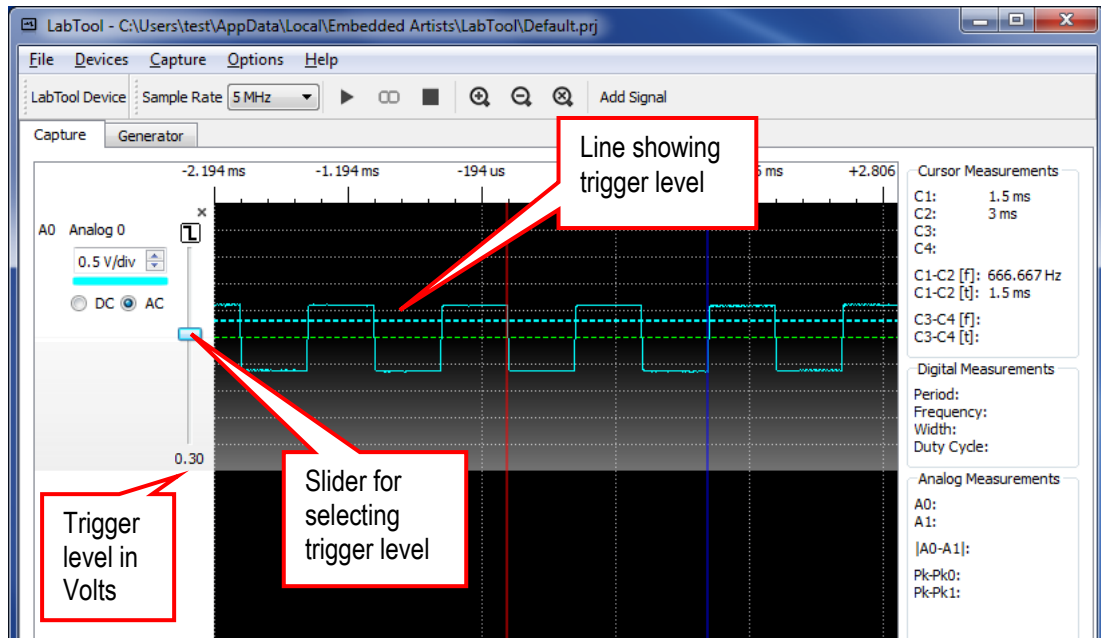 LabTool - C:\Users\test\AppData\Local\Embedded Artists\LabTool\Default.prj
File Devices Capture Options Help
LabTool Device Sample Rate 5 MHz Add Signal
Capture Generator
-2.194 ms -1.194 ms -194 us ms +2.806
Line showing
trigger level
A0 Analog 0
0.5 V/div
DC AC
0.30
Trigger
level in
Volts
Slider for
selecting
trigger level
Cursor Measurements
C1: 1.5 ms
C2: 3 ms
C3:
C4:
C1-C2 [f]: 666.667 Hz
C1-C2 [t]: 1.5 ms
C3-C4 [f]:
C3-C4 [t]:
Digital Measurements
Period:
Frequency:
Width:
Duty Cycle:
Analog Measurements
A0:
A1:
|A0-A1|:
Pk-Pk0:
Pk-Pk1: